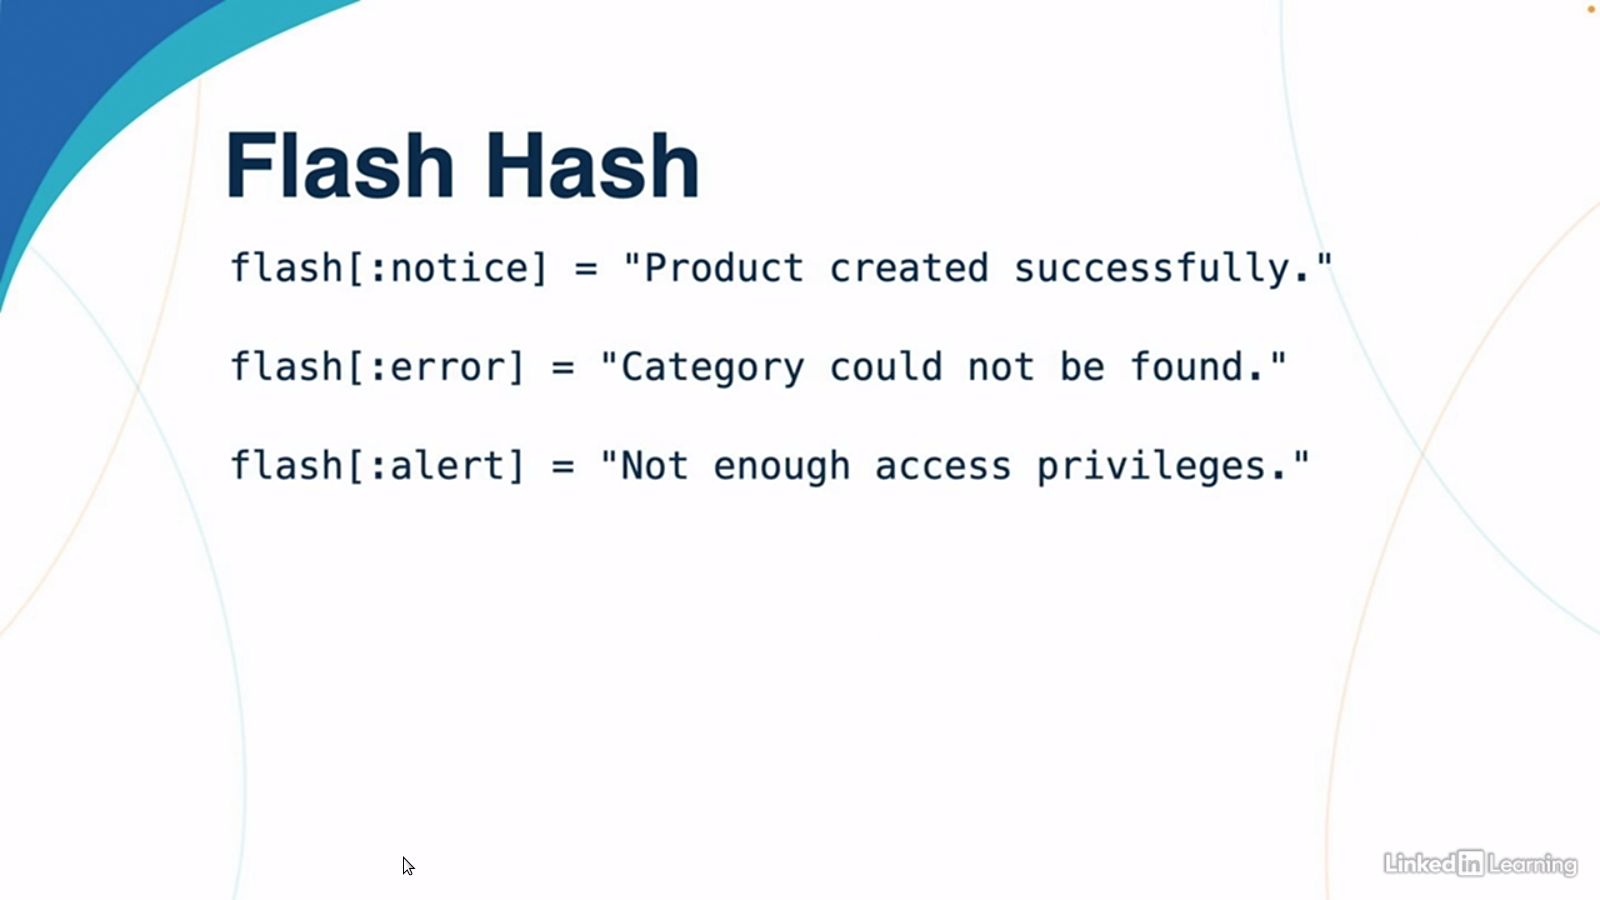 Flash Hash
flash[:notice] = "Product created successfully."
flash[:error] = "Category could not be found."
flash[:alert] = "Not enough access privileges."
LinkedIn Learning